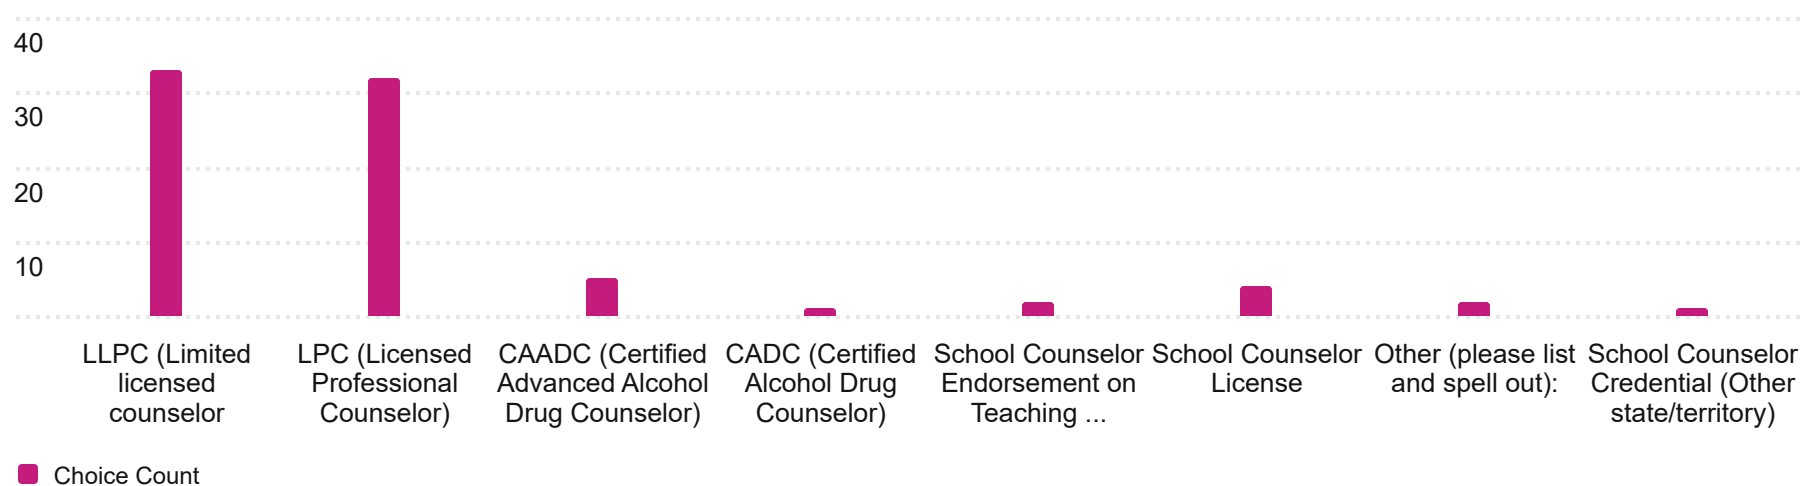 40
30
20
10
LLPC (Limited
licensed
counselor
LPC (Licensed
Professional
Counselor)
CAADC (Certified
Advanced Alcohol
Drug Counselor)
CADC (Certified
Alcohol Drug
Counselor)
School Counselor
Endorsement on
Teaching ...
School Counselor
License
Other (please list
and spell out):
School Counselor
Credential (Other
state/territory)
Choice Count